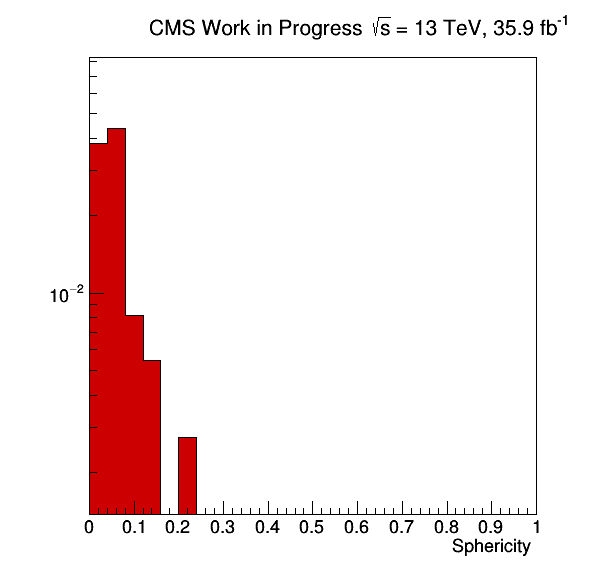 CMS Work in Progress √s = 13 TeV, 35.9 fb⁻¹
10⁻²
0 0.1 0.2 0.3 0.4 0.5 0.6 0.7 0.8 0.9 1
Sphericity